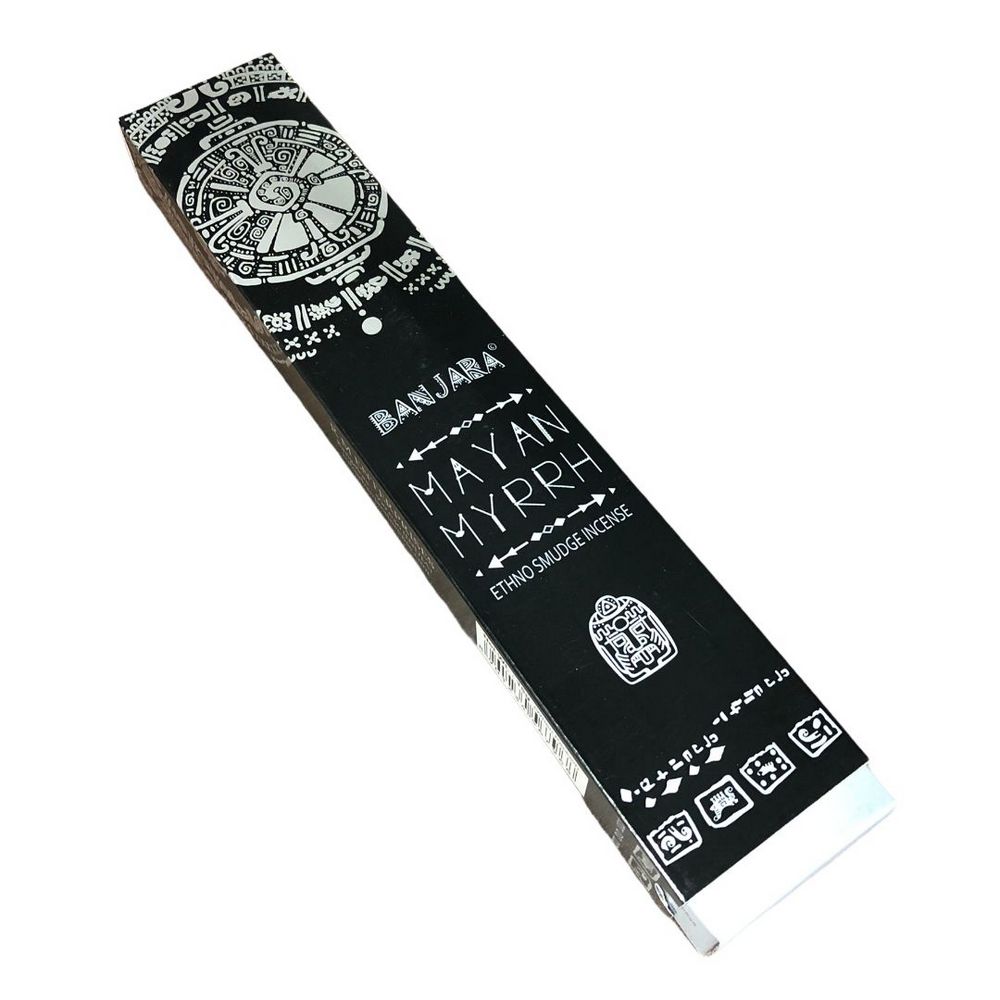 BANJARA©
MAYAN
MYRRH
ETHNO SMUDGE INCENSE